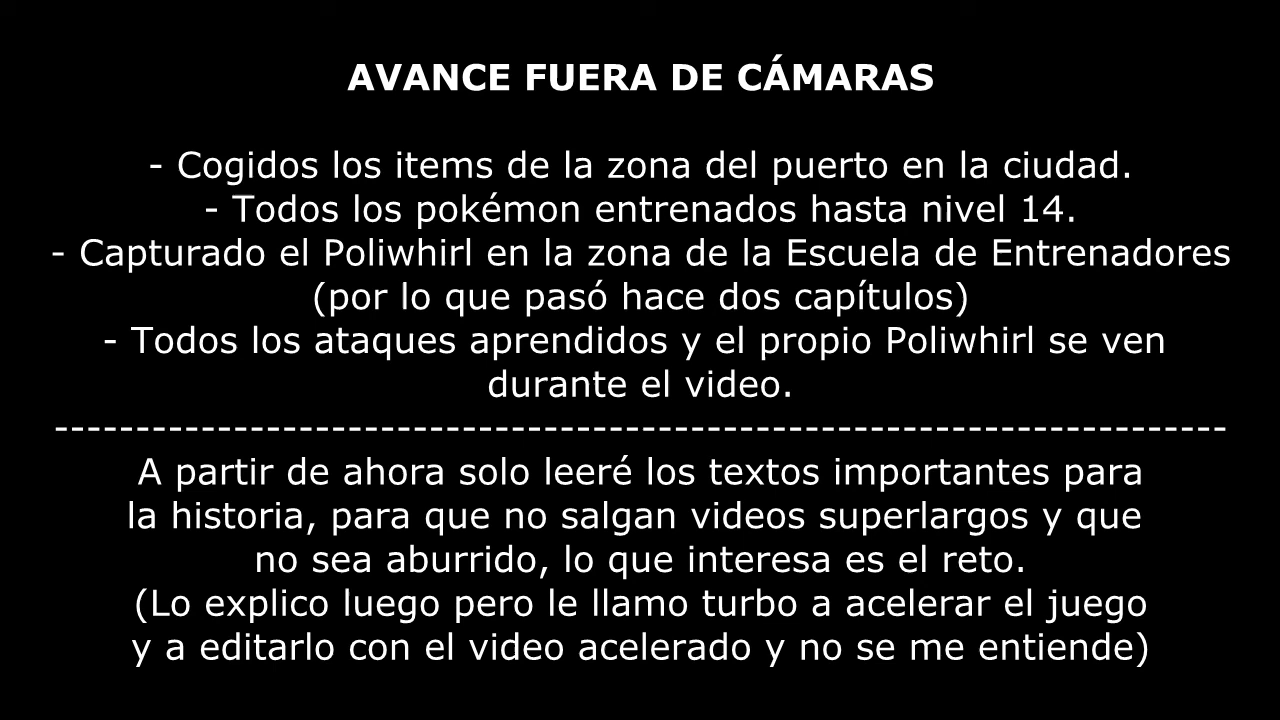 AVANCE FUERA DE CÁMARAS
- Cogidos los items de la zona del puerto en la ciudad.
- Todos los pokémon entrenados hasta nivel 14.
- Capturado el Poliwhirl en la zona de la Escuela de Entrenadores
(por lo que pasó hace dos capítulos)
- Todos los ataques aprendidos y el propio Poliwhirl se ven
durante el video.
------------------------------------------------------------------------
A partir de ahora solo leeré los textos importantes para
la historia, para que no salgan videos superlargos y que
no sea aburrido, lo que interesa es el reto.
(Lo explico luego pero le llamo turbo a acelerar el juego
y a editarlo con el video acelerado y no se me entiende)